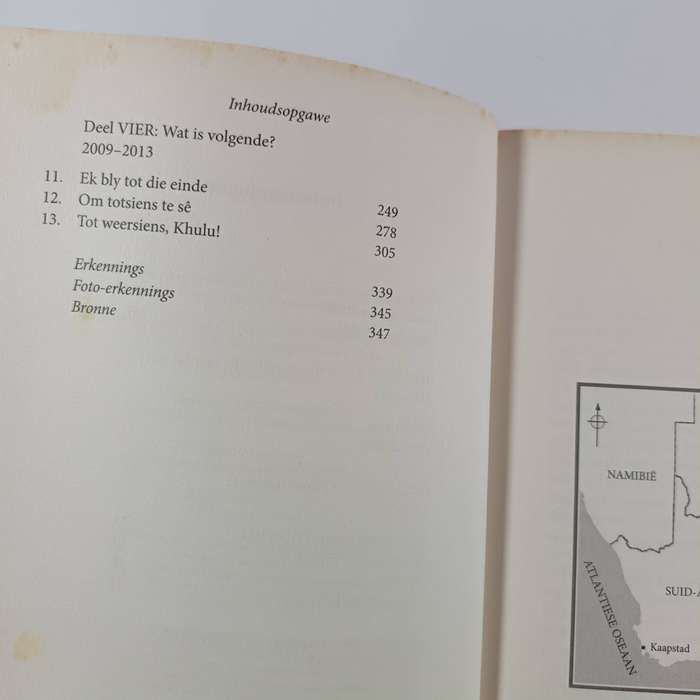 Inhoudsopgawe
Deel VIER: Wat is volgende?
2009–2013
11. Ek bly tot die einde 249
12. Om totsiens te sê 278
13. Tot weersiens, Khulu! 305
Erkennings 339
Foto-erkennings 345
Bronne 347
NAMIBIË
SUID-A
ATLANTIESE OSEAAN
Kaapstad